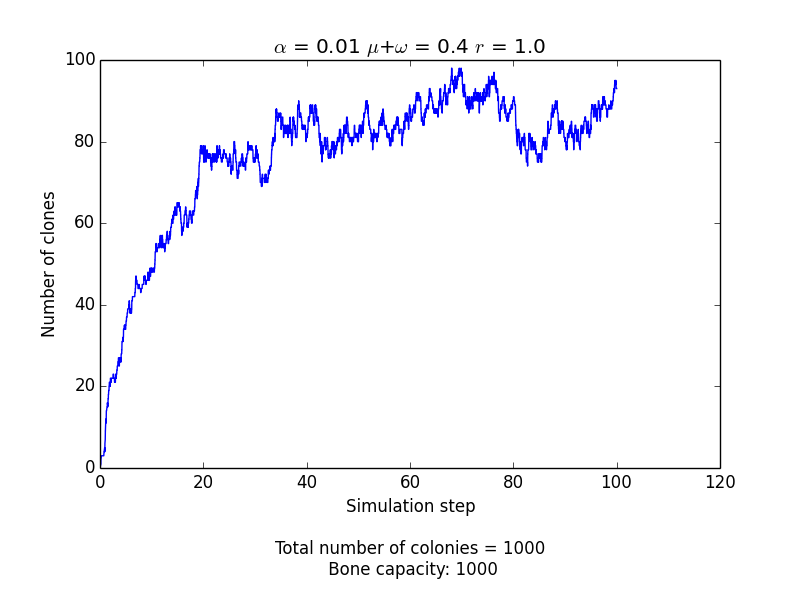 α = 0.01 μ+ω = 0.4 r = 1.0
100
80
60
40
20
0
Number of clones
0 20 40 60 80 100 120
Simulation step
Total number of colonies = 1000
Bone capacity: 1000